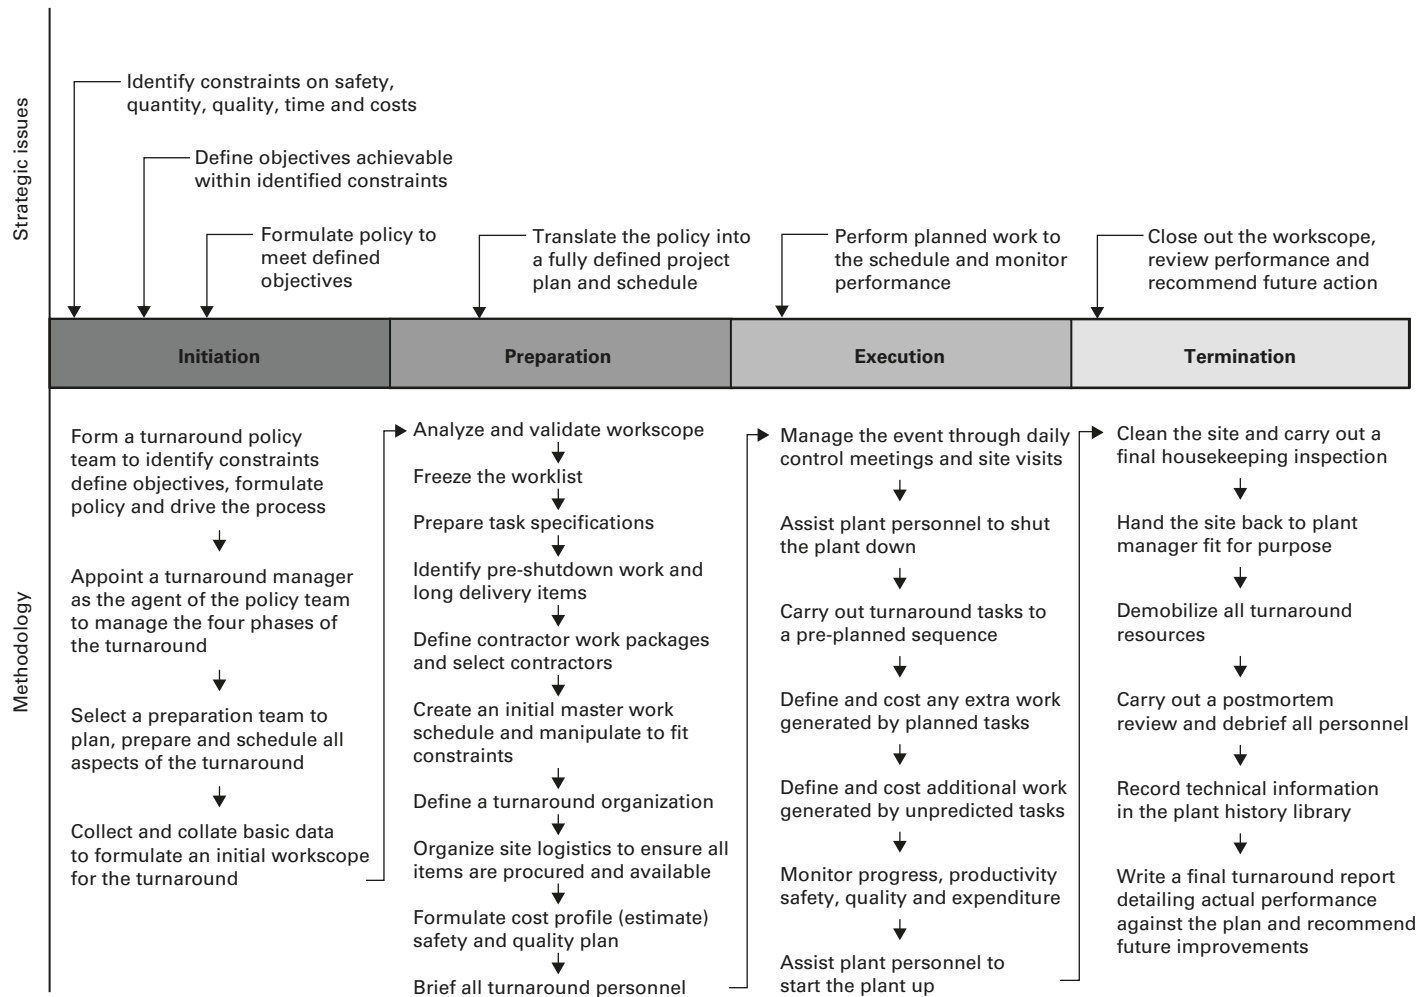 Strategic issues
Identify constraints on safety,
quantity, quality, time and costs
Define objectives achievable
within identified constraints
Formulate policy to
meet defined
objectives
Translate the policy into
a fully defined project
plan and schedule
Perform planned work to
the schedule and monitor
performance
Close out the workscope,
review performance and
recommend future action
Initiation
Preparation
Execution
Termination
Methodology
Form a turnaround policy
team to identify constraints
define objectives, formulate
policy and drive the process
Appoint a turnaround manager
as the agent of the policy team
to manage the four phases of
the turnaround
Select a preparation team to
plan, prepare and schedule all
aspects of the turnaround
Collect and collate basic data
to formulate an initial workscope
for the turnaround
Analyze and validate workscope
Freeze the worklist
Prepare task specifications
Identify pre-shutdown work and
long delivery items
Define contractor work packages
and select contractors
Create an initial master work
schedule and manipulate to fit
constraints
Define a turnaround organization
Organize site logistics to ensure all
items are procured and available
Formulate cost profile (estimate)
safety and quality plan
Brief all turnaround personnel
Manage the event through daily
control meetings and site visits
Assist plant personnel to shut
the plant down
Carry out turnaround tasks to
a pre-planned sequence
Define and cost any extra work
generated by planned tasks
Define and cost additional work
generated by unpredicted tasks
Monitor progress, productivity
safety, quality and expenditure
Assist plant personnel to
start the plant up
Clean the site and carry out a
final housekeeping inspection
Hand the site back to plant
manager fit for purpose
Demobilize all turnaround
resources
Carry out a postmortem
review and debrief all personnel
Record technical information
in the plant history library
Write a final turnaround report
detailing actual performance
against the plan and recommend
future improvements